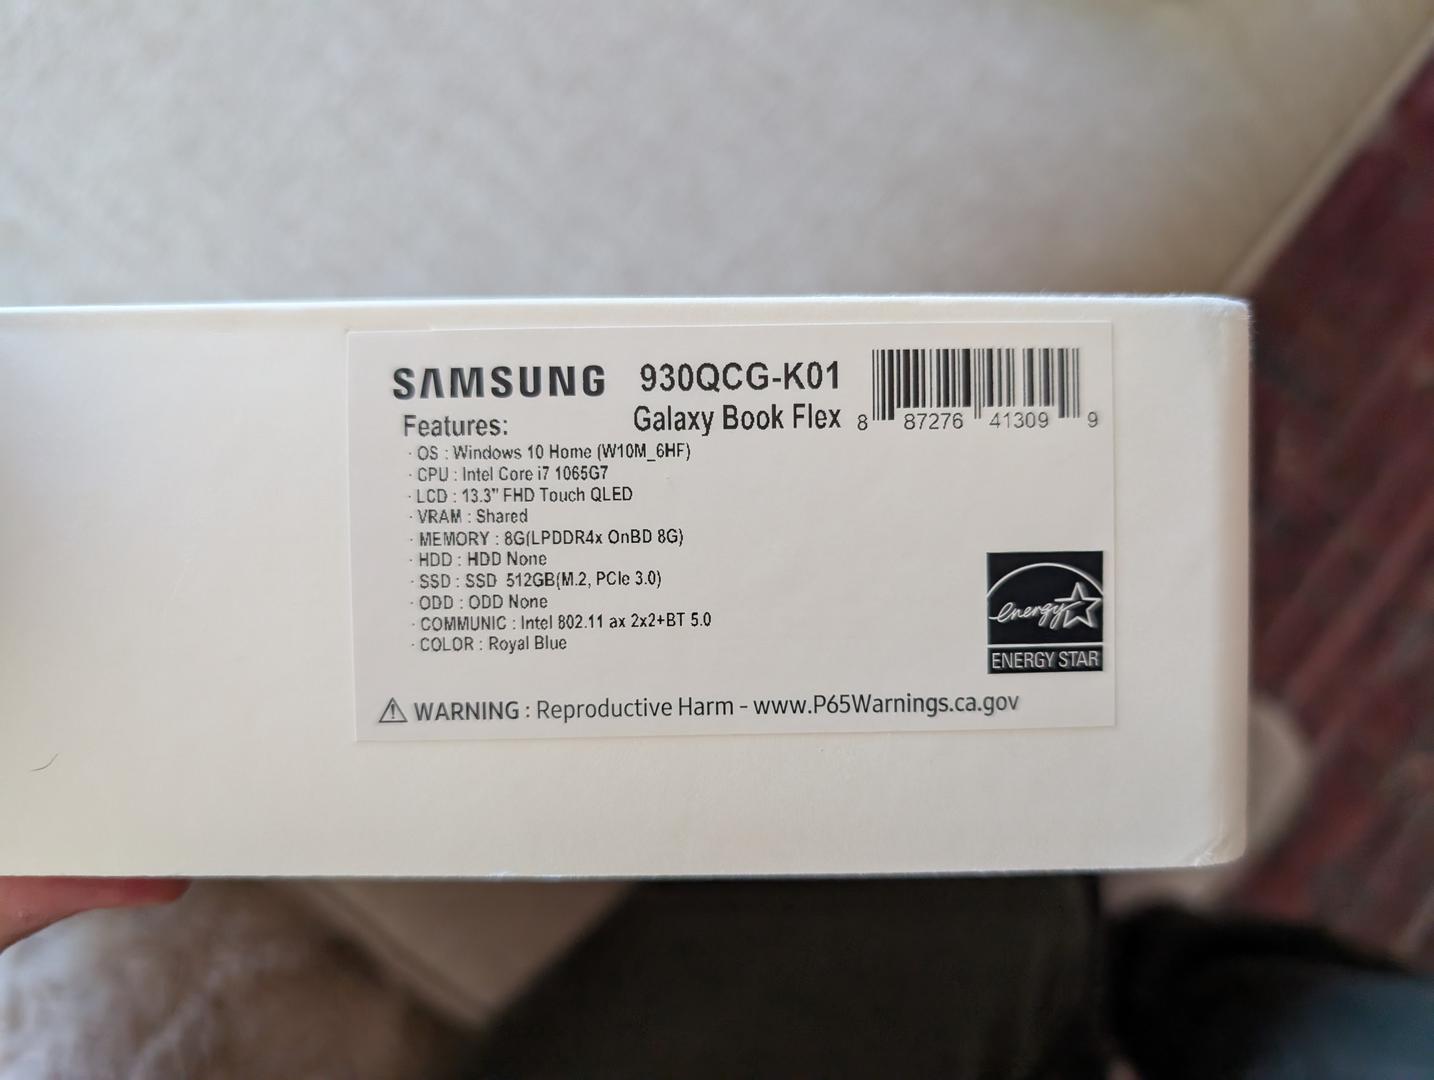 SAMSUNG 930QCG-K01
Galaxy Book Flex
8 87276 41309 9
Features:
· OS : Windows 10 Home (W10M_6HF)
· CPU : Intel Core i7 1065G7
· LCD : 13.3" FHD Touch QLED
· VRAM : Shared
· MEMORY : 8G(LPDDR4x OnBD 8G)
· HDD : HDD None
· SSD : SSD 512GB(M.2, PCIe 3.0)
· ODD : ODD None
· COMMUNIC : Intel 802.11 ax 2x2+BT 5.0
· COLOR : Royal Blue
energy
ENERGY STAR
⚠ WARNING : Reproductive Harm - www.P65Warnings.ca.gov